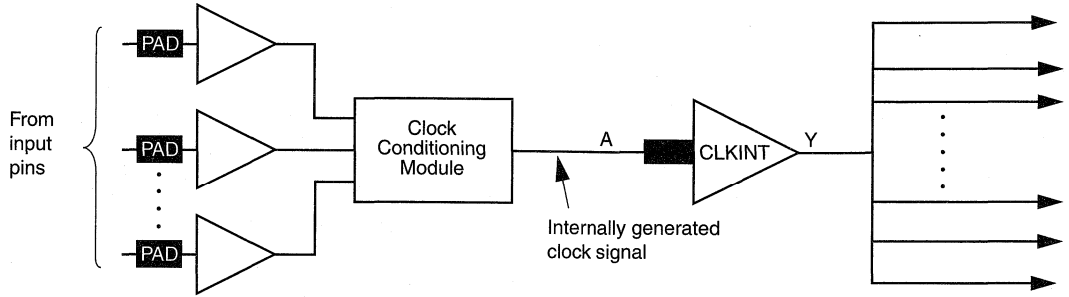 PAD
From
input
pins
PAD
PAD
Clock
Conditioning
Module
A
CLKINT
Y
Internally generated
clock signal